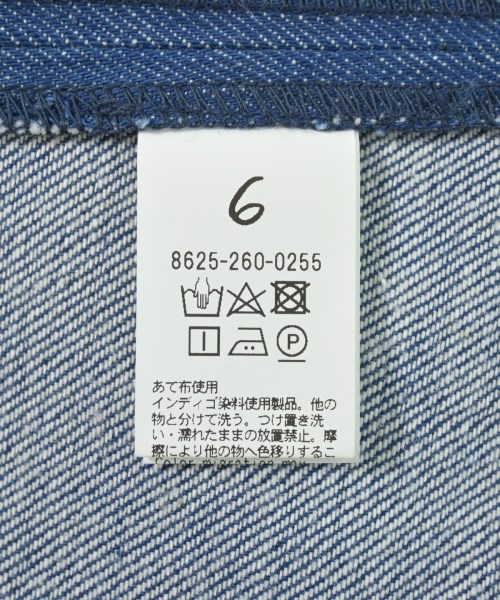 6
8625-260-0255
P
あて布使用
インディゴ染料使用製品。他の
物と分けて洗う。つけ置き洗
い・濡れたままの放置禁止。摩
擦により他の物へ色移りするこ
Color migration may